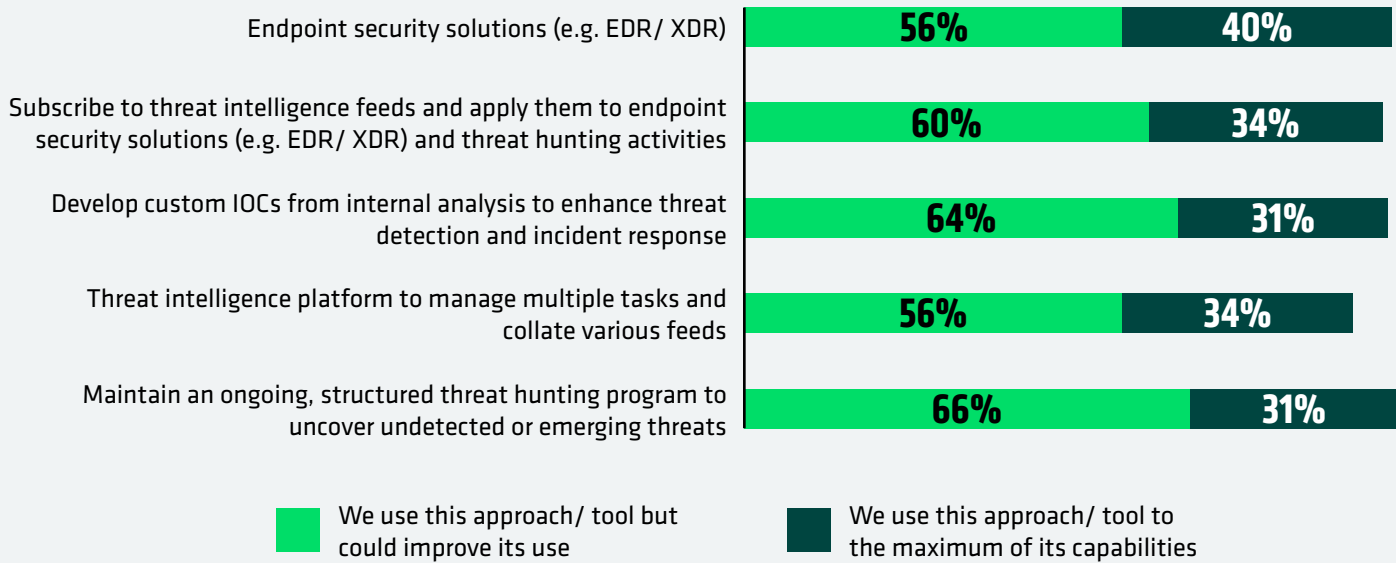 Endpoint security solutions (e.g. EDR/ XDR)
56%
40%
Subscribe to threat intelligence feeds and apply them to endpoint
security solutions (e.g. EDR/ XDR) and threat hunting activities
60%
34%
Develop custom IOCs from internal analysis to enhance threat
detection and incident response
64%
31%
Threat intelligence platform to manage multiple tasks and
collate various feeds
56%
34%
Maintain an ongoing, structured threat hunting program to
uncover undetected or emerging threats
66%
31%
We use this approach/ tool but
could improve its use
We use this approach/ tool to
the maximum of its capabilities